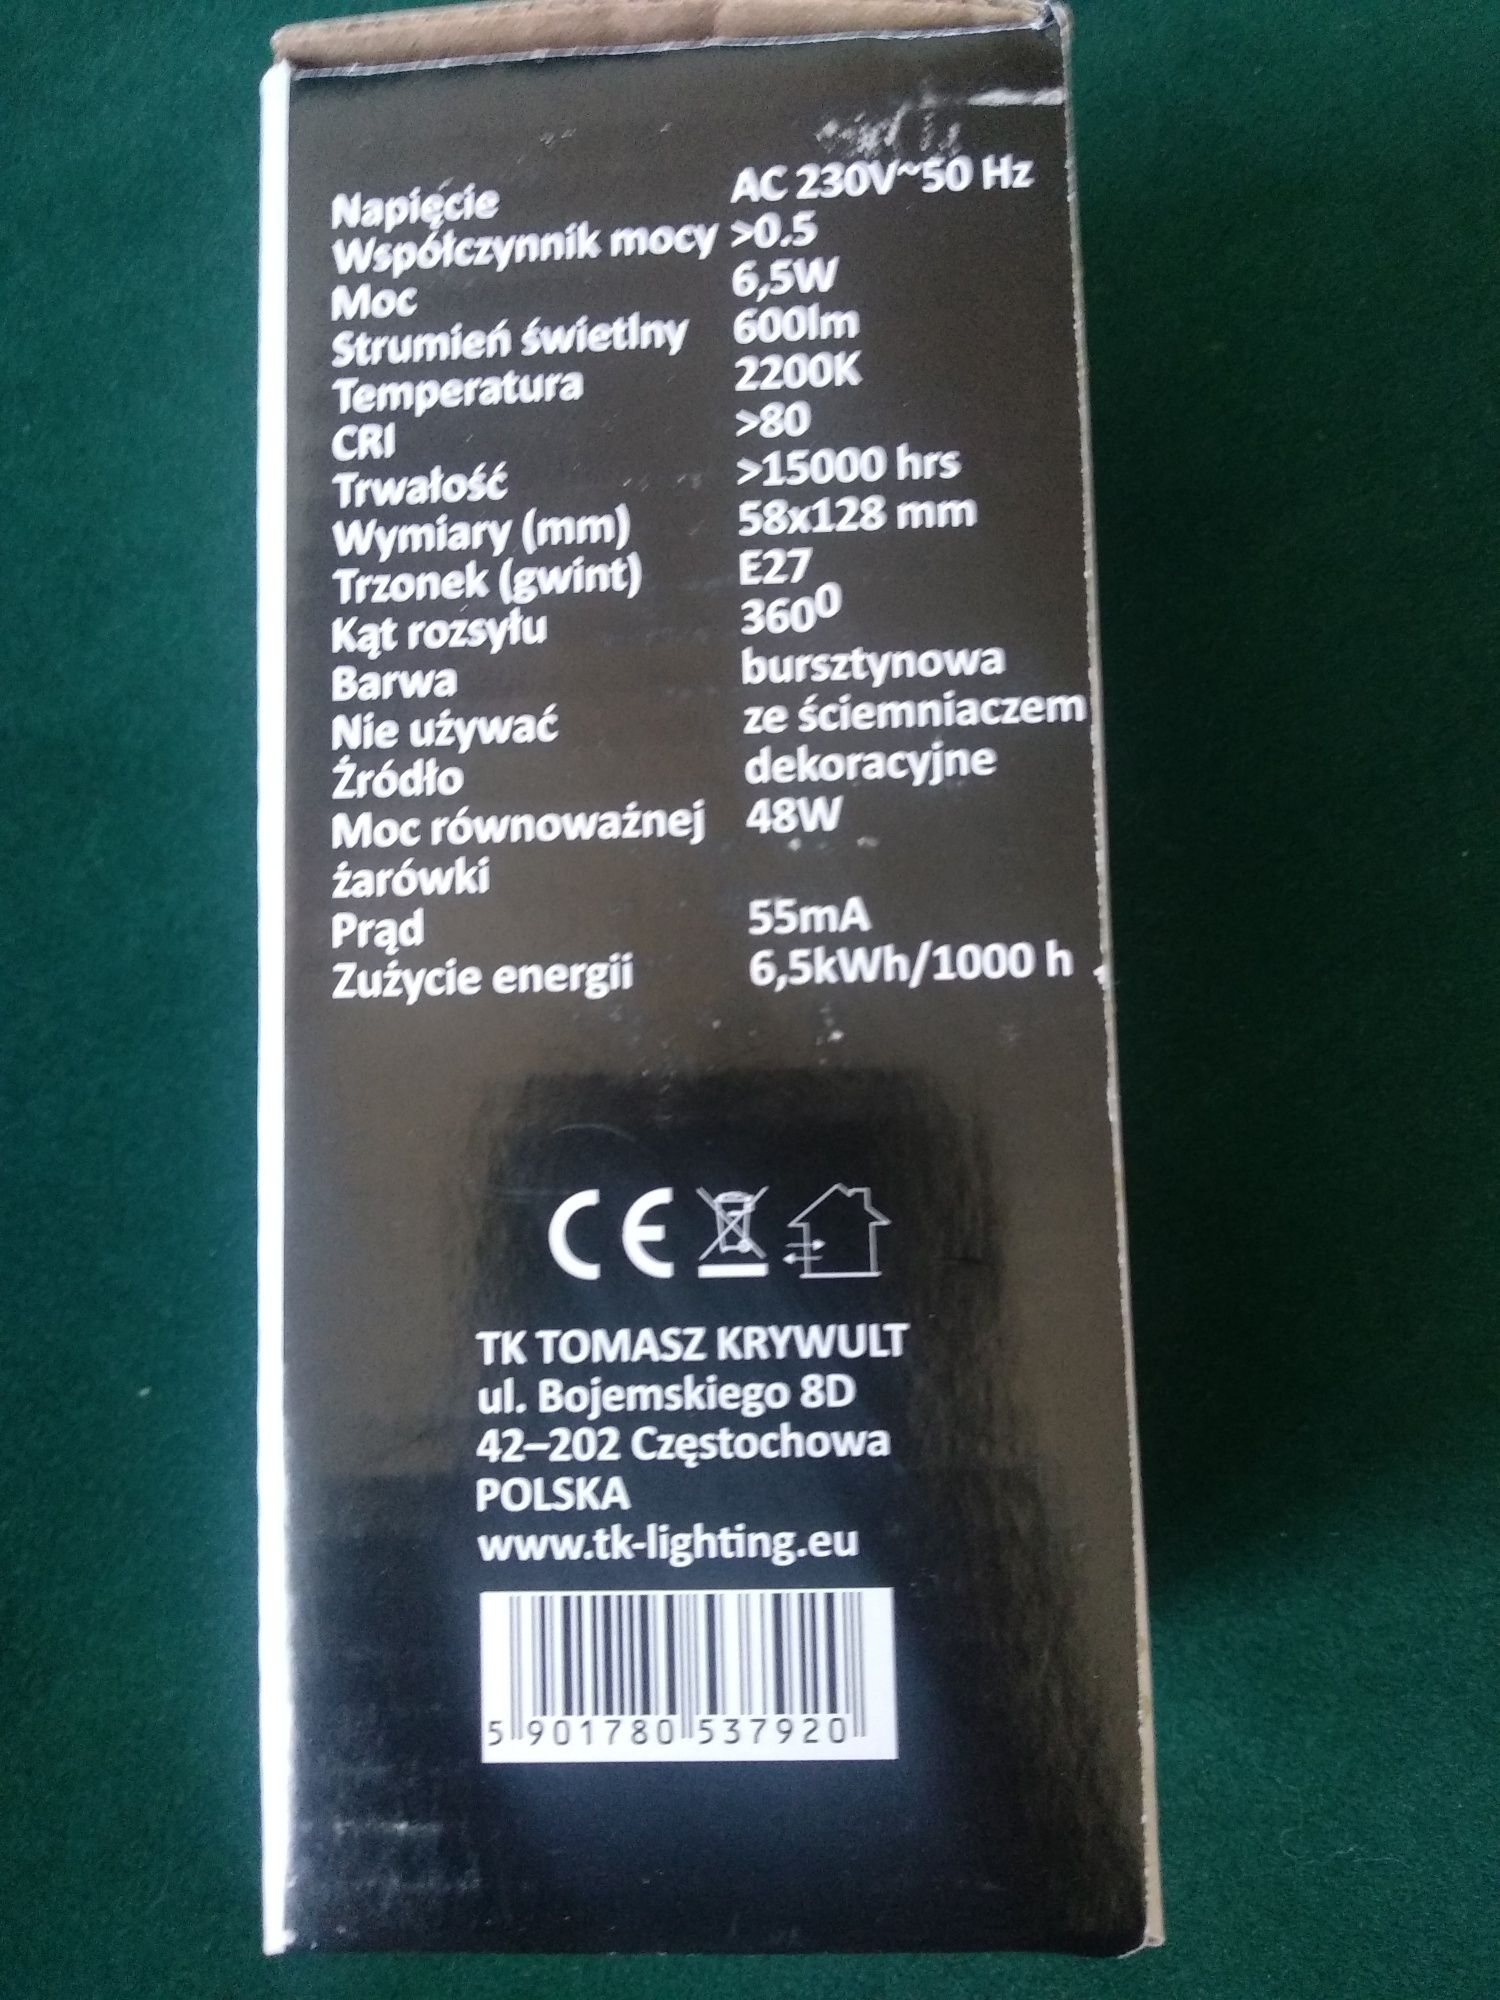 Napięcie AC 230V~50 Hz
Współczynnik mocy >0.5
Moc 6,5W
Strumień świetlny 600lm
Temperatura 2200K
CRI >80
Trwałość >15000 hrs
Wymiary (mm) 58x128 mm
Trzonek (gwint) E27
Kąt rozsyłu 360⁰
Barwa bursztynowa
Nie używać ze ściemniaczem
Źródło dekoracyjne
Moc równoważnej 48W
żarówki
Prąd 55mA
Zużycie energii 6,5kWh/1000 h
CE
TK TOMASZ KRYWULT
ul. Bojemskiego 8D
42–202 Częstochowa
POLSKA
www.tk-lighting.eu
5 901780 537920